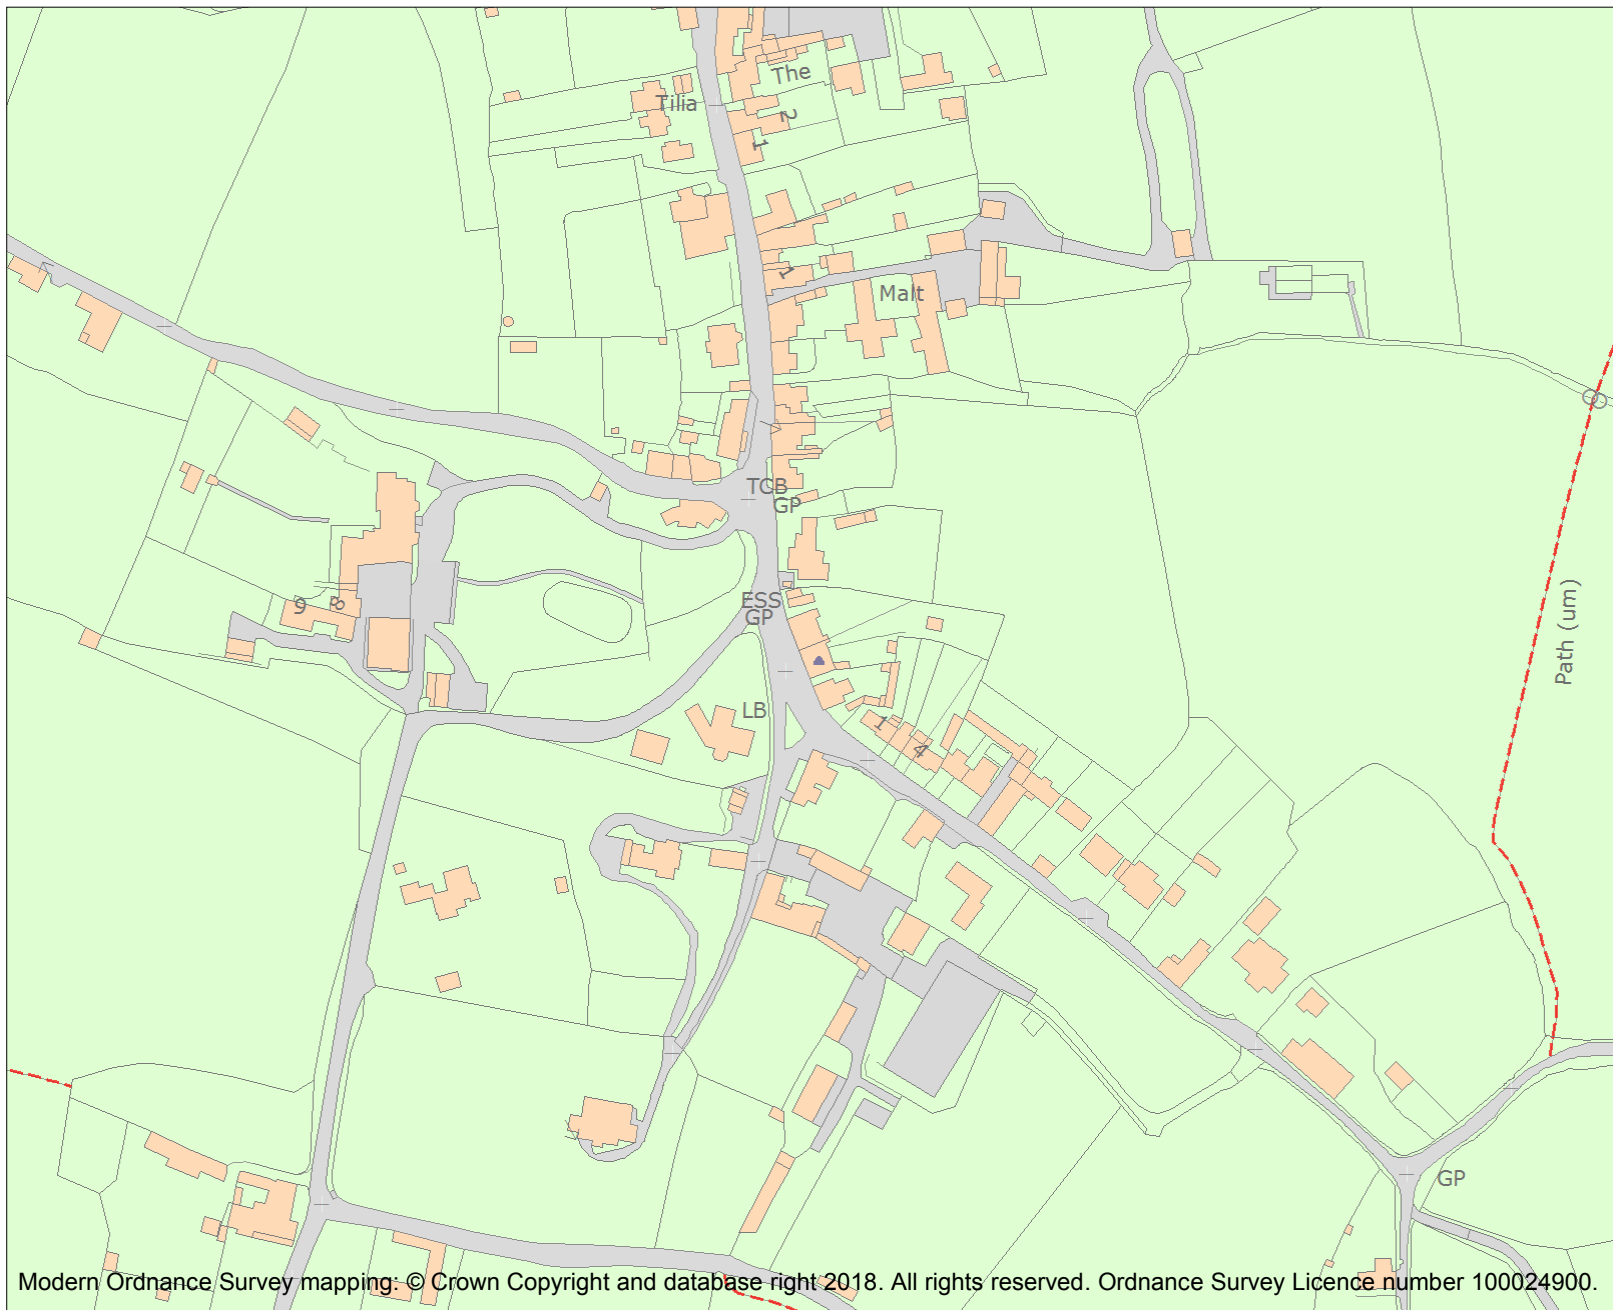 The
Tilia
2
1
1
Malt
TCB
GP
Path (um)
ESS
GP
9
8
LB
1
4
GP
Modern Ordnance Survey mapping: © Crown Copyright and database right 2018. All rights reserved. Ordnance Survey Licence number 100024900.